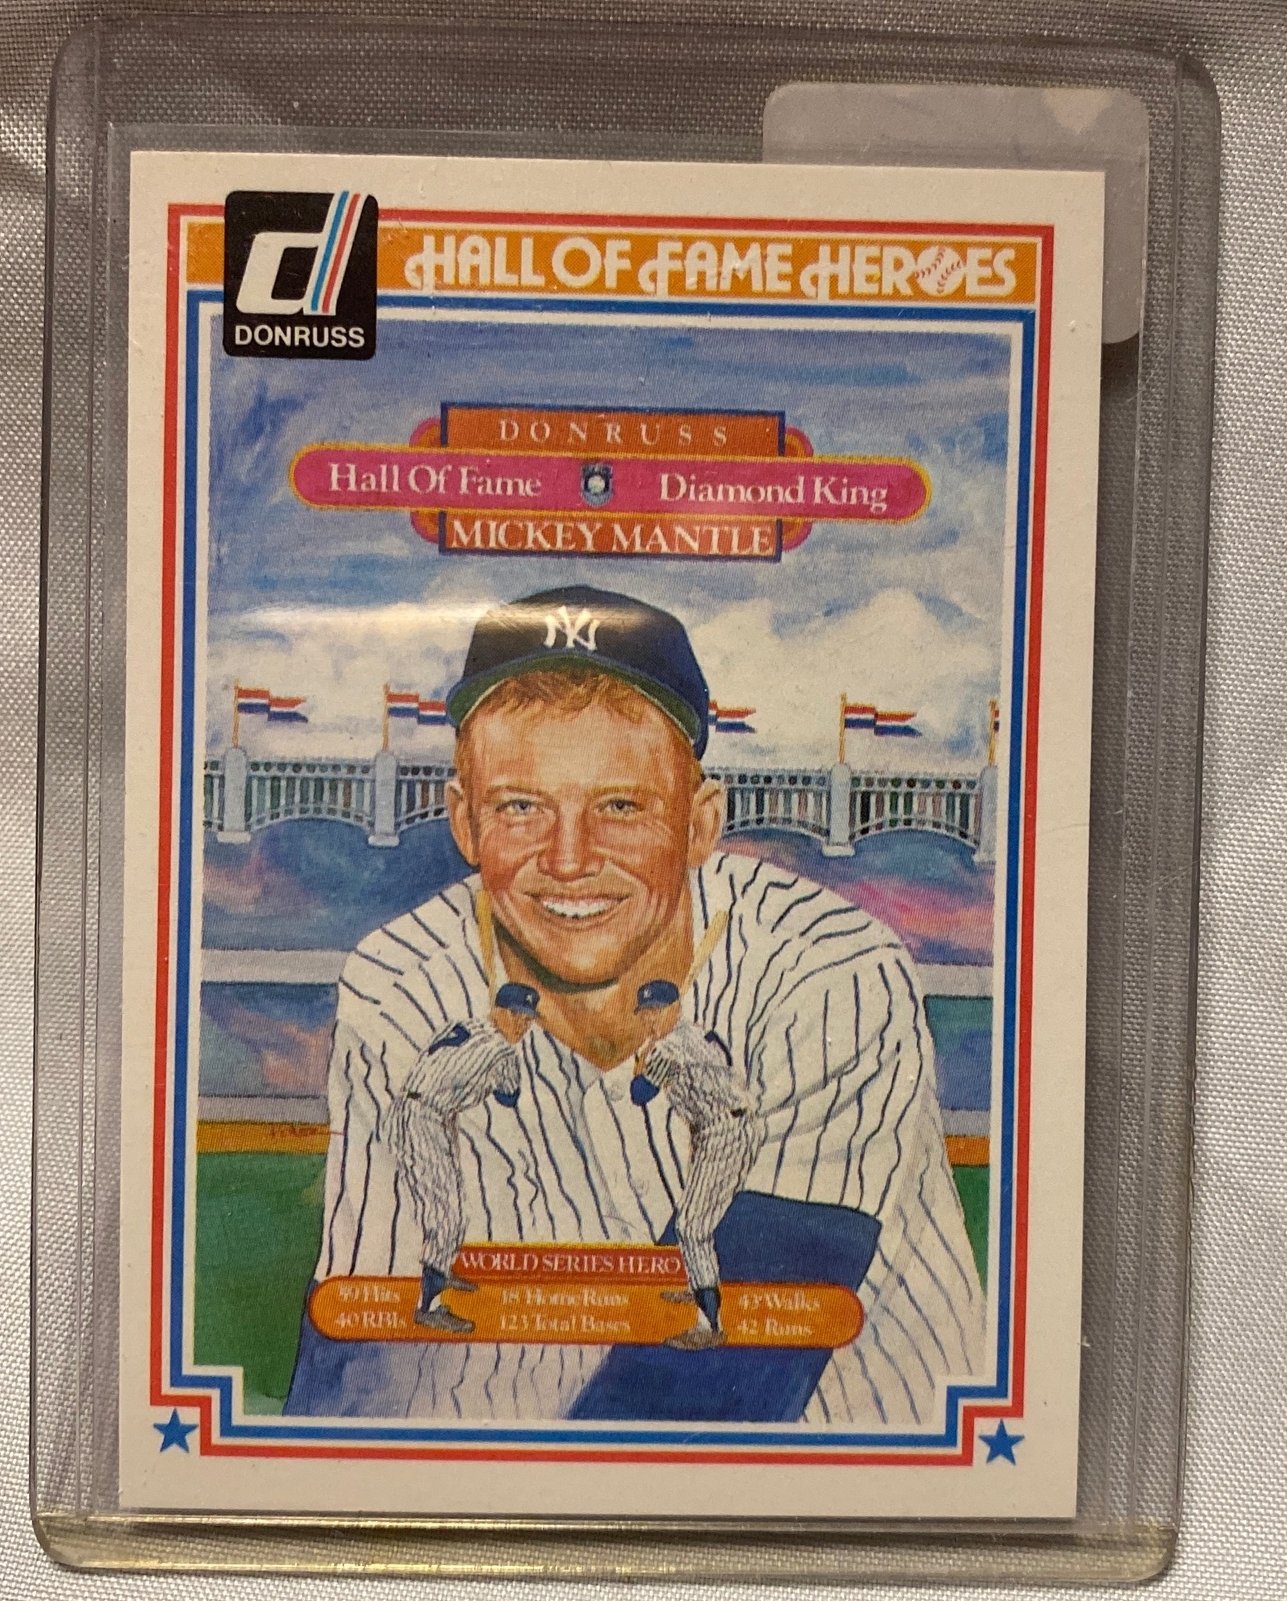 HALL OF FAME HEROES
d
DONRUSS
DONRUSS
Hall Of Fame Diamond King
MICKEY MANTLE
NY
WORLD SERIES HERO
59 Hits 18 Home Runs 43 Walks
40 RBIs 123 Total Bases 42 Runs